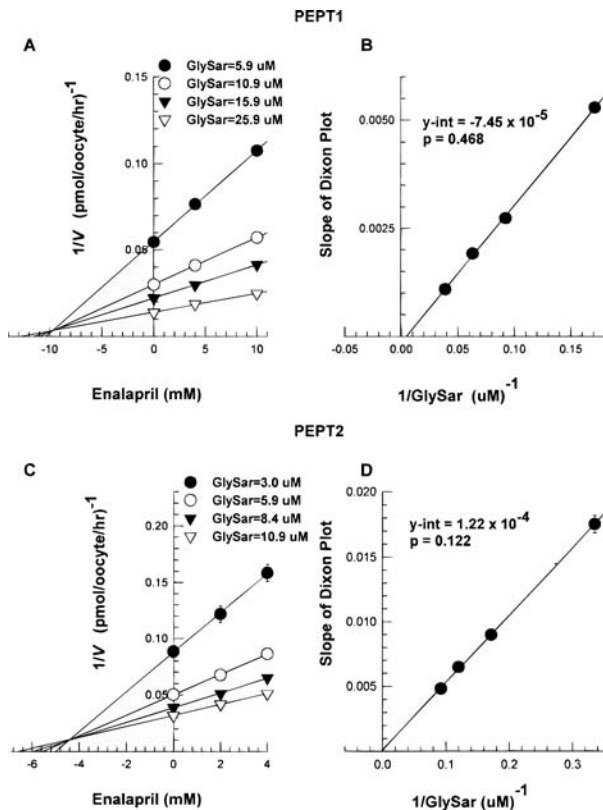 PEPT1
A
GlySar=5.9 uM
GlySar=10.9 uM
GlySar=15.9 uM
GlySar=25.9 uM
1/V (pmol/oocyte/hr)-1
0.15
0.10
0.05
-10 -5 0 5 10
Enalapril (mM)
B
y-int = -7.45 x 10-5
p = 0.468
Slope of Dixon Plot
0.0050
0.0025
-0.05 0.00 0.05 0.10 0.15
1/GlySar (uM)-1
PEPT2
C
GlySar=3.0 uM
GlySar=5.9 uM
GlySar=8.4 uM
GlySar=10.9 uM
1/V (pmol/oocyte/hr)-1
0.20
0.15
0.10
0.05
-6 -4 -2 0 2 4
Enalapril (mM)
D
y-int = 1.22 x 10-4
p = 0.122
Slope of Dixon Plot
0.020
0.015
0.010
0.005
0.0 0.1 0.2 0.3
1/GlySar (uM)-1